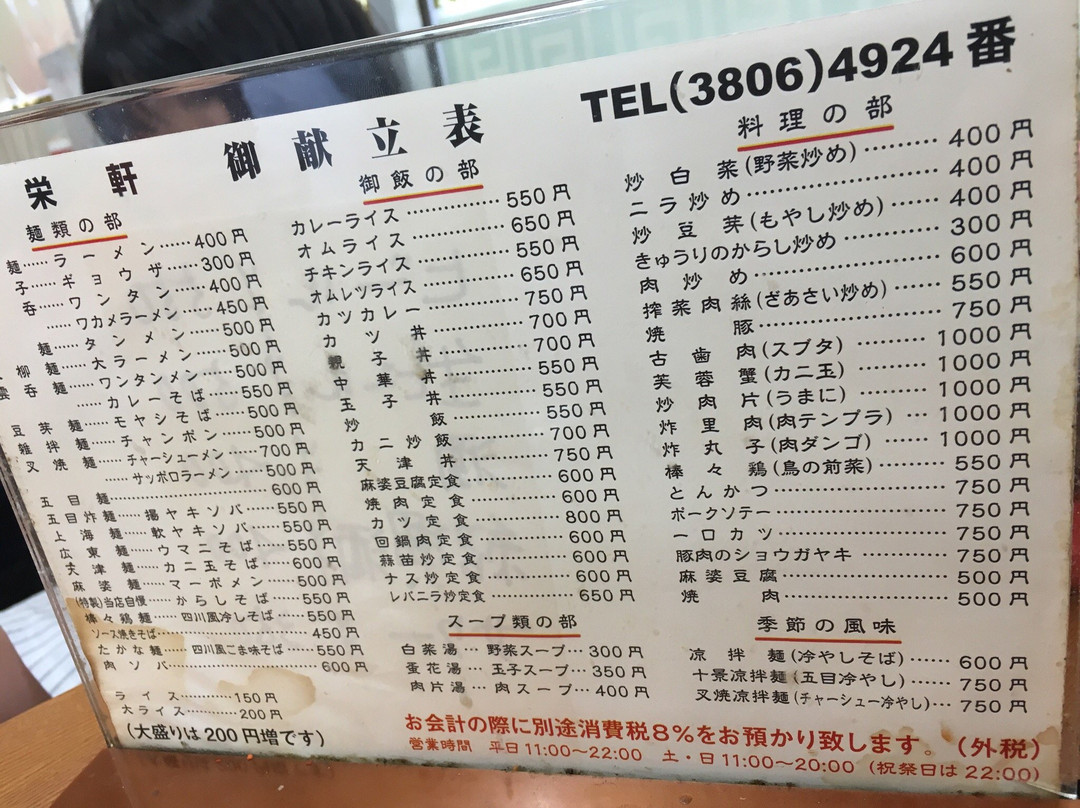 栄軒 御献立表
TEL(3806)4924番
麺類の部
麺……ラーメン……400円
子……ギョウザ…300円
呑……ワンタン……400円
……ワカメラーメン……450円
麺……タンメン……500円
柳麺……大ラーメン……500円
雲呑麺……ワンタンメン……500円
……カレーそば……550円
豆芽麺……モヤシそば……500円
雑拌麺……チャンポン……500円
叉焼麺……チャーシューメン……700円
……サッポロラーメン……500円
五目麺……600円
五目炸麺……揚ヤキソバ……550円
上海麺……軟ヤキソバ……550円
広東麺……ウマニそば……550円
天津麺……カニ玉そば……600円
麻婆麺……マーボメン……500円
(特製)当店自慢……からしそば……550円
棒々鶏麺……四川風冷しそば……550円
ソース焼きそば……450円
たかな麺……四川風ごま味そば……550円
肉ソバ……600円
ライス……150円
大ライス……200円
(大盛りは200円増です)
御飯の部
カレーライス……550円
オムライス……650円
チキンライス……550円
オムレツライス……650円
カツカレー……750円
カツ丼……700円
親子丼……700円
中華丼……550円
玉子丼……550円
炒飯……550円
カニ炒飯……700円
天津丼……750円
麻婆豆腐定食……600円
焼肉定食……600円
カツ定食……800円
回鍋肉定食……600円
蒜苗炒定食……600円
ナス炒定食……600円
レバニラ炒定食……650円
スープ類の部
白菜湯…野菜スープ…300円
蛋花湯…玉子スープ…350円
肉片湯…肉スープ…400円
料理の部
炒白菜(野菜炒め)……400円
ニラ炒め……400円
炒豆芽(もやし炒め)……400円
きゅうりのからし炒め……300円
肉炒め……600円
搾菜肉絲(ざあさい炒め)……550円
焼豚……750円
古歯肉(スブタ)……1000円
芙蓉蟹(カニ玉)……1000円
炒肉片(うまに)……1000円
炸里肉(肉テンプラ)…1000円
炸丸子(肉ダンゴ)……1000円
棒々鶏(鳥の前菜)……550円
とんかつ……750円
ポークソテー……750円
一口カツ……750円
豚肉のショウガヤキ……750円
麻婆豆腐……500円
焼肉……500円
季節の風味
凉拌麺(冷やしそば)……600円
十景凉拌麺(五目冷やし)……750円
叉焼凉拌麺(チャーシュー冷やし)…750円
お会計の際に別途消費税8%をお預かり致します。(外税)
営業時間 平日11:00~22:00 土・日11:00~20:00 (祝祭日は22:00)